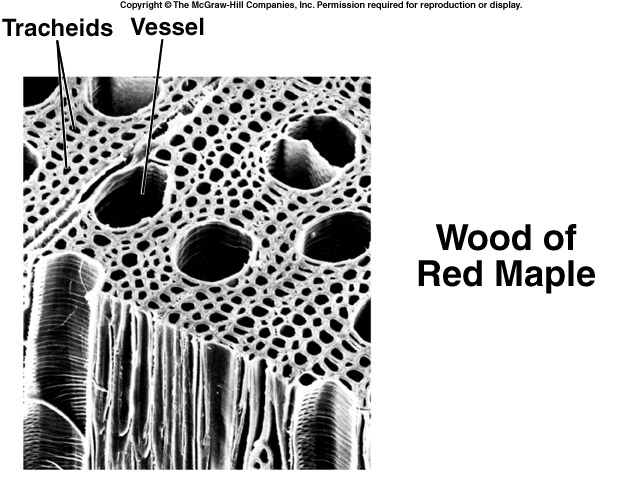 Copyright © The McGraw-Hill Companies, Inc. Permission required for reproduction or display.
Tracheids Vessel
Wood of
Red Maple